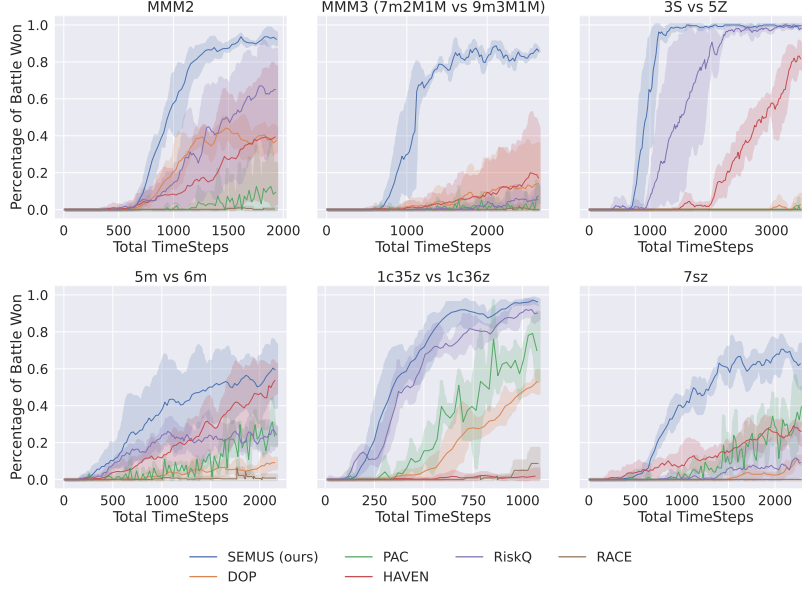 MMM2
MMM3 (7m2M1M vs 9m3M1M)
3S vs 5Z
Percentage of Battle Won
1.0
0.8
0.6
0.4
0.2
0.0
0 500 1000 1500 2000
0 1000 2000
0 1000 2000 3000
Total TimeSteps
Total TimeSteps
Total TimeSteps
5m vs 6m
1c35z vs 1c36z
7sz
Percentage of Battle Won
1.0
0.8
0.6
0.4
0.2
0.0
0 500 1000 1500 2000
0 250 500 750 1000
0 500 1000 1500 2000
Total TimeSteps
Total TimeSteps
Total TimeSteps
SEMUS (ours) PAC RiskQ RACE
DOP HAVEN